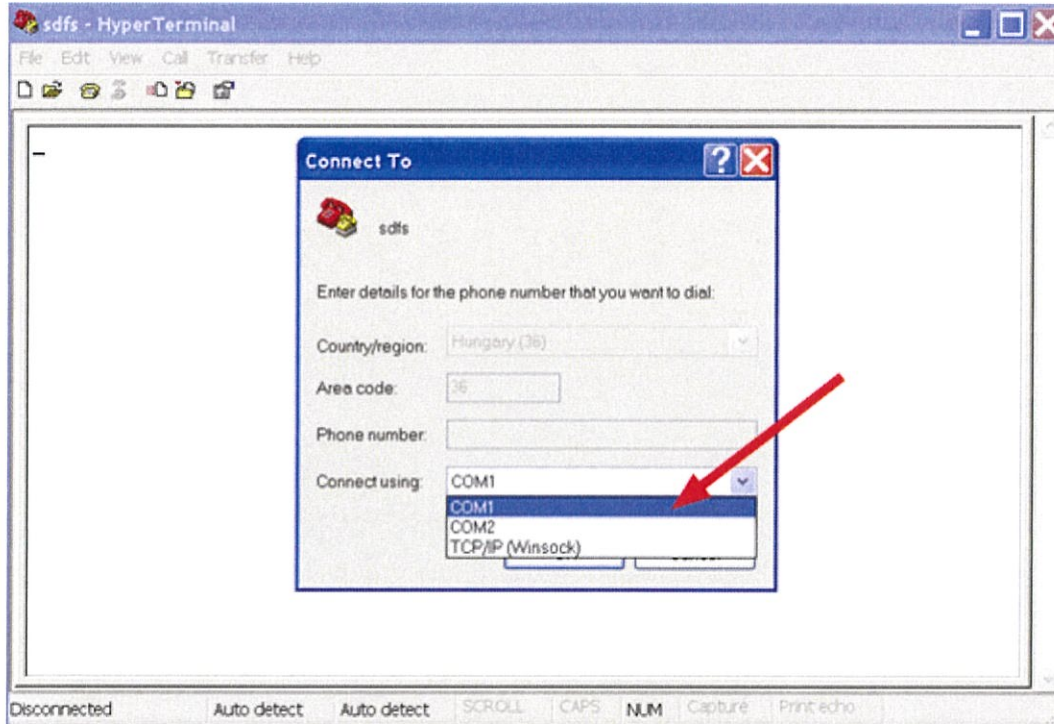 sdfs - HyperTerminal
File Edit View Call Transfer Help
Connect To
sdfs
Enter details for the phone number that you want to dial:
Country/region: Hungary (36)
Area code: 36
Phone number:
Connect using: COM1
COM1
COM2
TCP/IP (Winsock)
Disconnected Auto detect Auto detect SCROLL CAPS NUM Capture Print echo